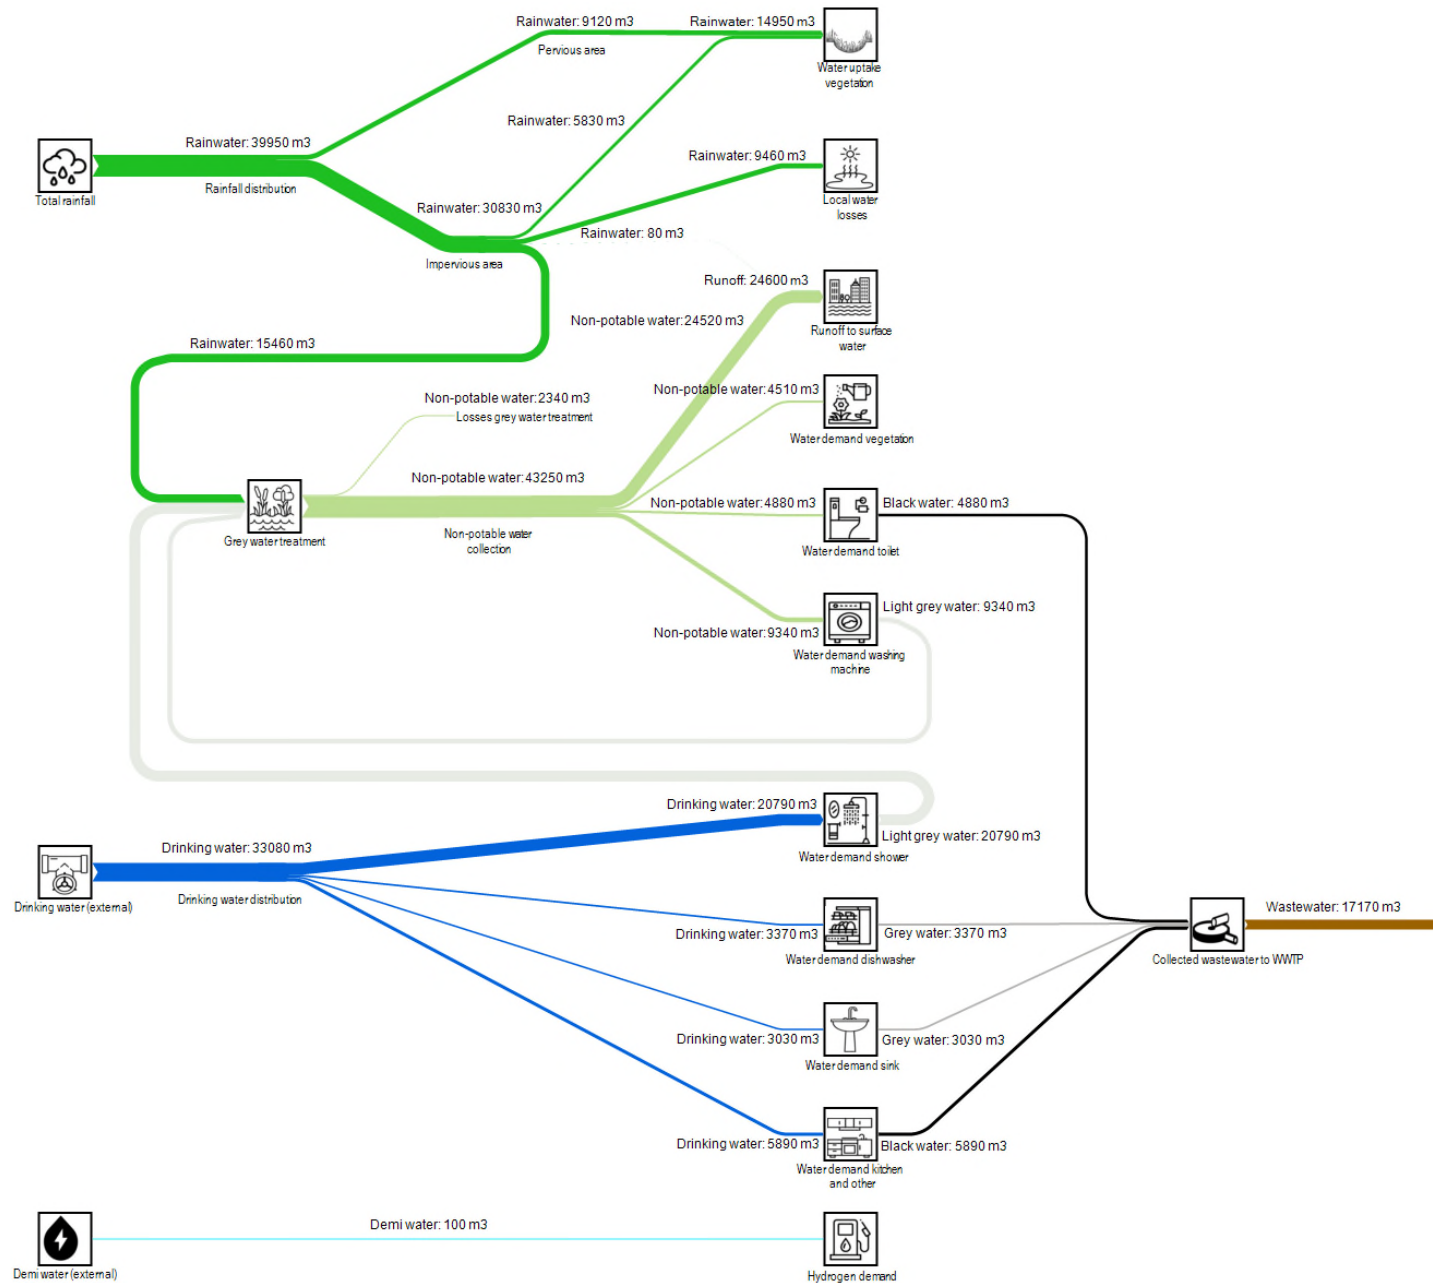 Rainwater: 9120 m3
Rainwater: 14950 m3
Pervious area
Water uptake
vegetation
Rainwater: 5830 m3
Rainwater: 39950 m3
Rainwater: 9460 m3
Total rainfall
Rainfall distribution
Local water
losses
Rainwater: 30830 m3
Rainwater: 80 m3
Impervious area
Runoff: 24600 m3
Non-potable water:24520 m3
Runoff to surface
water
Rainwater: 15460 m3
Non-potable water:2340 m3
Losses grey water treatment
Non-potable water:4510 m3
Water demand vegetation
Non-potable water:43250 m3
Non-potable water:4880 m3
Black water: 4880 m3
Grey water treatment
Non-potable water
collection
Water demand toilet
Light grey water: 9340 m3
Non-potable water:9340 m3
Water demand washing
machine
Drinking water: 20790 m3
Light grey water: 20790 m3
Drinking water: 33080 m3
Water demand shower
Drinking water (external)
Drinking water distribution
Wastewater: 17170 m3
Drinking water: 3370 m3
Grey water: 3370 m3
Water demand dishwasher
Collected wastewater to WWTP
Drinking water: 3030 m3
Grey water: 3030 m3
Water demand sink
Drinking water: 5890 m3
Black water: 5890 m3
Water demand kitchen
and other
Demi water: 100 m3
Demi water (external)
Hydrogen demand